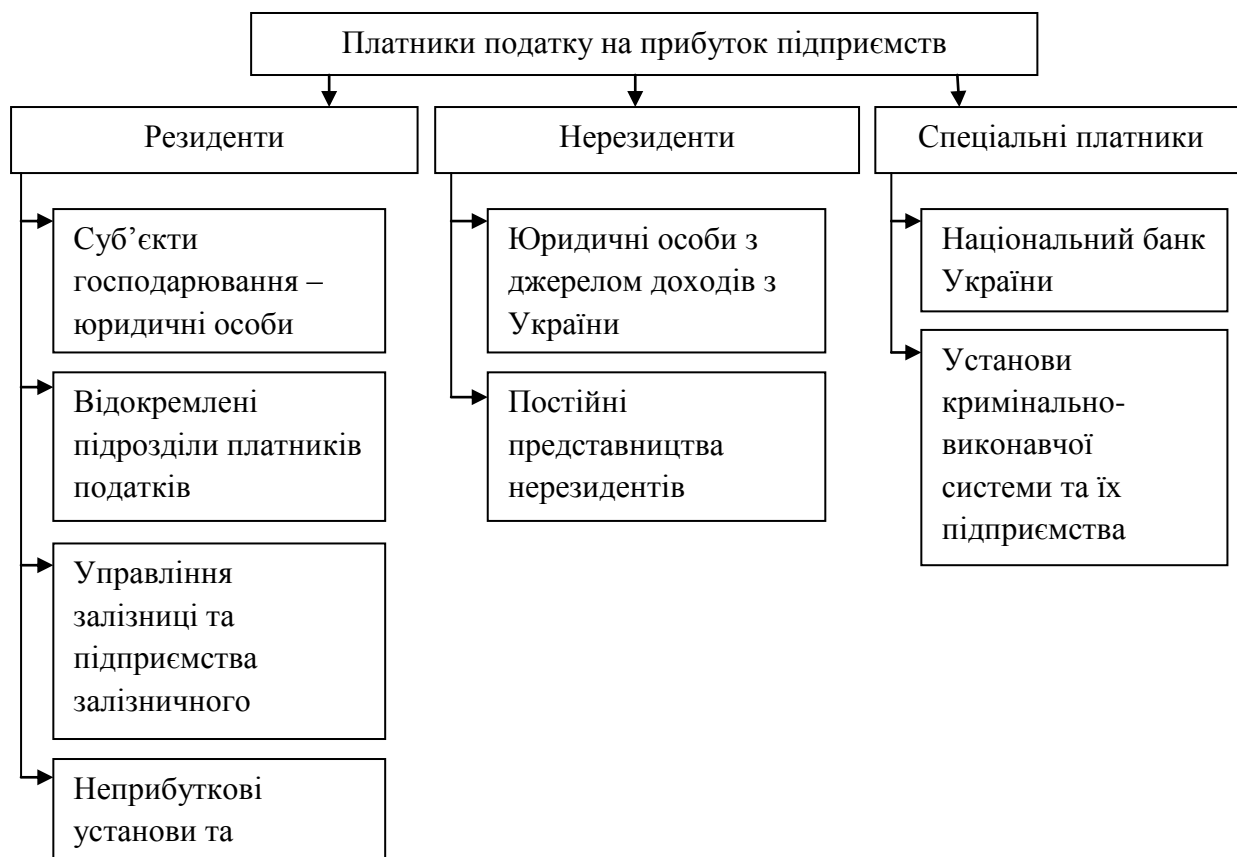 Платники податку на прибуток підприємств
Резиденти
Суб’єкти
господарювання –
юридичні особи
Відокремлені
підрозділи платників
податків
Управління
залізниці та
підприємства
залізничного
Неприбуткові
установи та
Нерезиденти
Юридичні особи з
джерелом доходів з
України
Постійні
представництва
нерезидентів
Спеціальні платники
Національний банк
України
Установи
кримінально-
виконавчої
системи та їх
підприємства